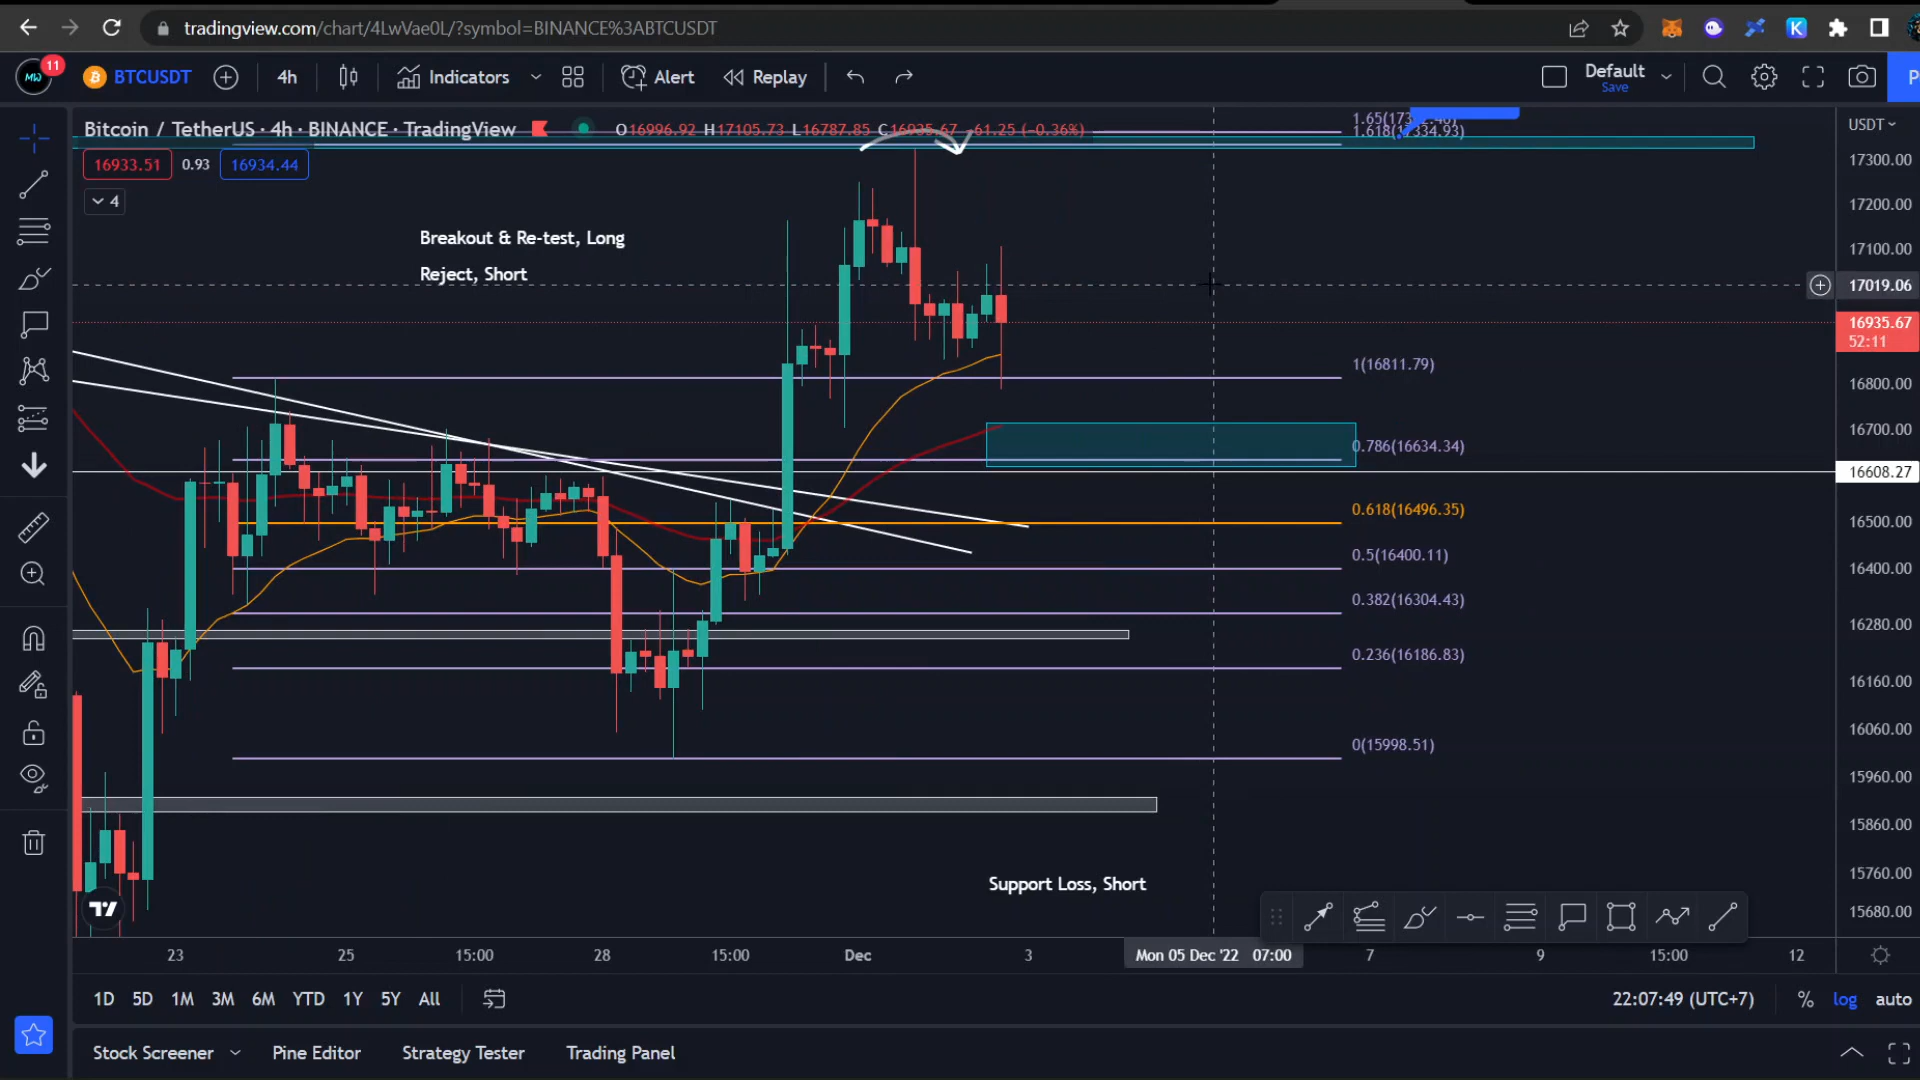 tradingview.com/chart/4LwVae0L/?symbol=BINANCE%3ABTCUSDT
MW 11 BTCUSDT 4h Indicators Alert Replay Default Save P
Bitcoin / TetherUS · 4h · BINANCE · TradingView O16996.92 H17105.73 L16787.85 C16935.67 -61.25 (-0.36%)
16933.51 0.93 16934.44
4
Breakout & Re-test, Long
Reject, Short
1.618(17334.93)
1(16811.79)
0.786(16634.34)
0.618(16496.35)
0.5(16400.11)
0.382(16304.43)
0.236(16186.83)
0(15998.51)
Support Loss, Short
USDT
17300.00
17200.00
17100.00
17019.06
16935.67
52:11
16800.00
16700.00
16608.27
16500.00
16400.00
16280.00
16160.00
16060.00
15960.00
15860.00
15760.00
15680.00
23 25 15:00 28 15:00 Dec 3 Mon 05 Dec '22 07:00 7 9 15:00 12
1D 5D 1M 3M 6M YTD 1Y 5Y All 22:07:49 (UTC+7) % log auto
Stock Screener Pine Editor Strategy Tester Trading Panel